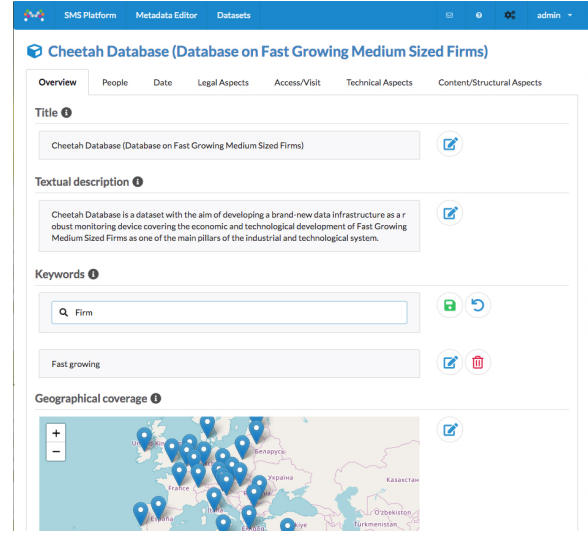 SMS Platform Metadata Editor Datasets admin
Cheetah Database (Database on Fast Growing Medium Sized Firms)
Overview People Date Legal Aspects Access/Visit Technical Aspects Content/Structural Aspects
Title
Cheetah Database (Database on Fast Growing Medium Sized Firms)
Textual description
Cheetah Database is a dataset with the aim of developing a brand-new data infrastructure as a r
obust monitoring device covering the economic and technological development of Fast Growing
Medium Sized Firms as one of the main pillars of the industrial and technological system.
Keywords
Firm
Fast growing
Geographical coverage
+
−
Беларусь
Україна
Казахстан
France
O'zbekiston
Türkmenistan
España